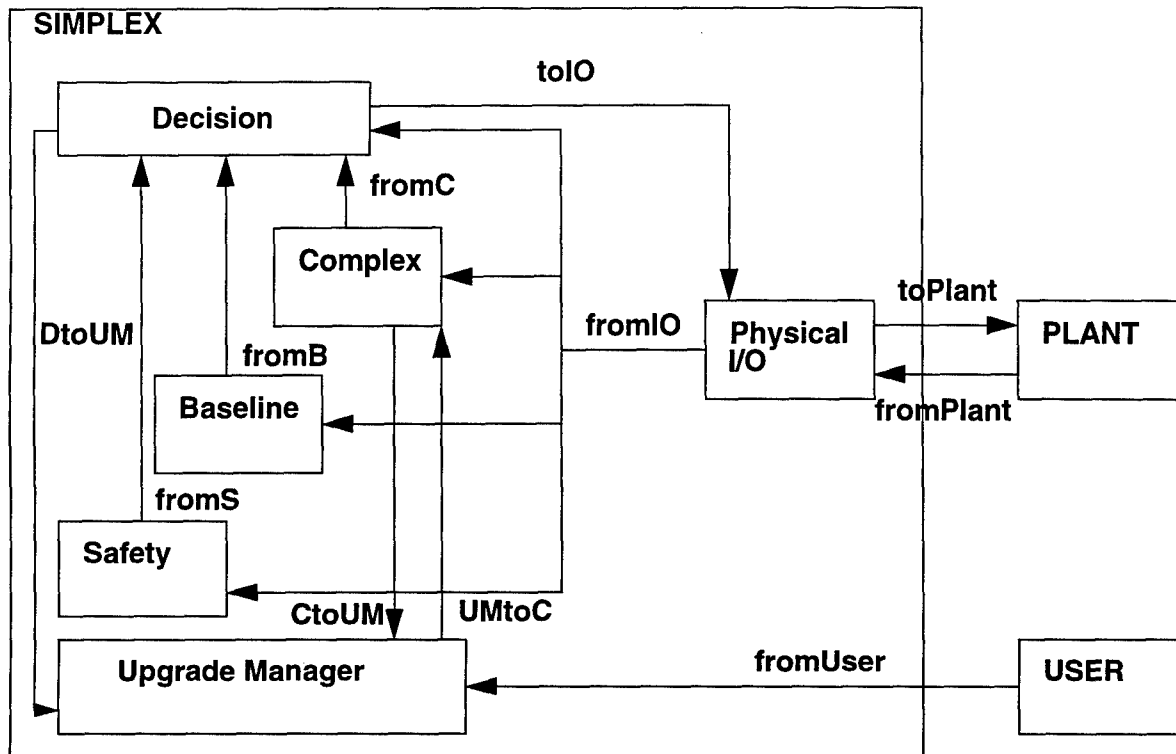 SIMPLEX
toIO
Decision
fromC
Complex
toPlant
DtoUM
fromIO
Physical
I/O
PLANT
fromB
Baseline
fromPlant
fromS
Safety
CtoUM
UMtoC
Upgrade Manager
fromUser
USER